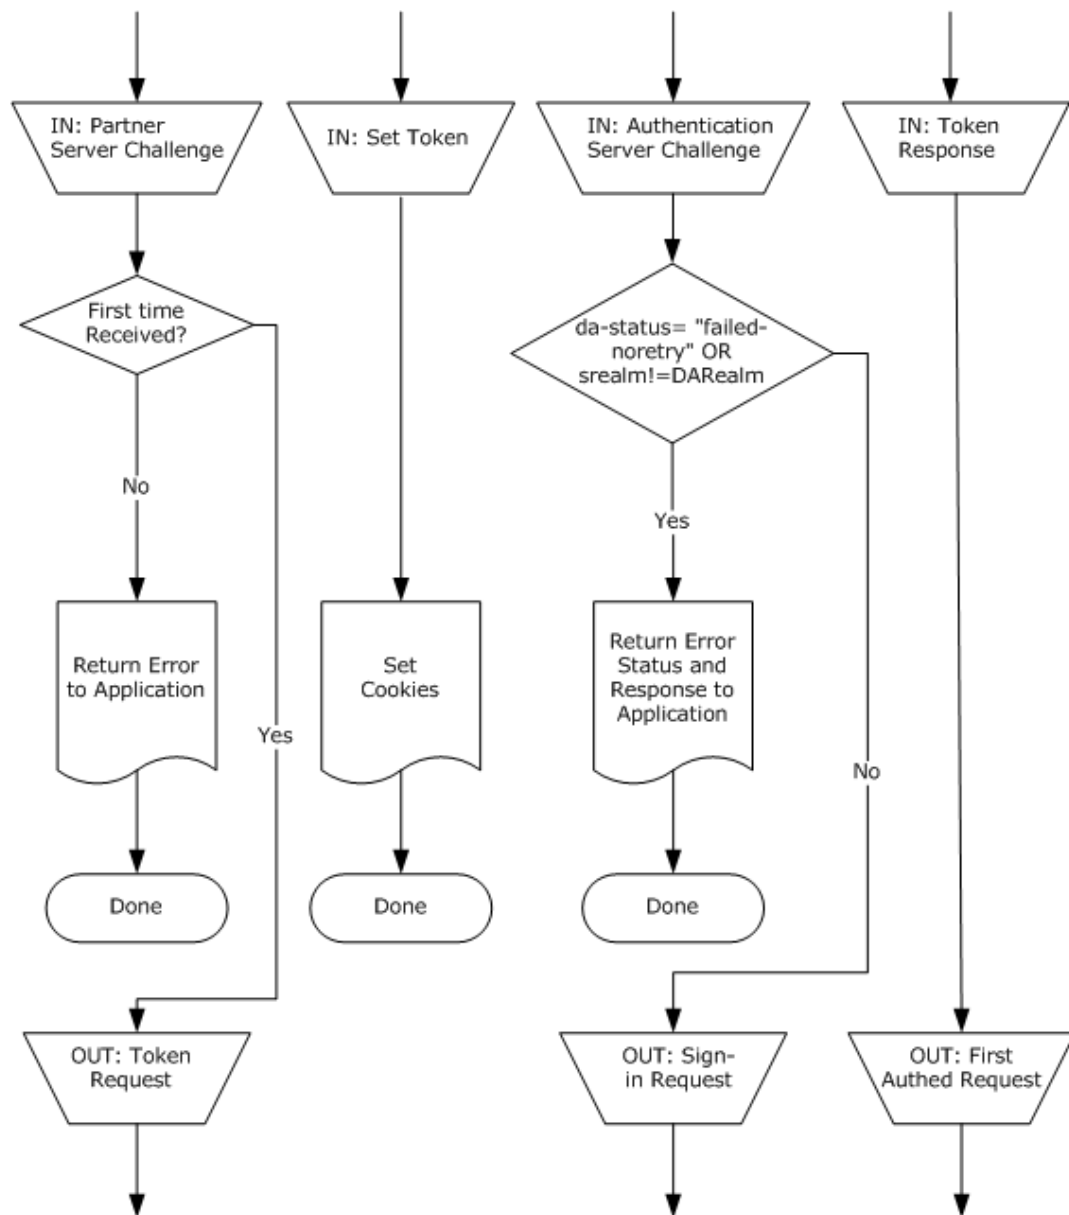 IN: Partner
Server Challenge
IN: Set Token
IN: Authentication
Server Challenge
IN: Token
Response
First time
Received?
da-status= "failed-
noretry" OR
srealm!=DARealm
No
Yes
Return Error
to Application
Set
Cookies
Return Error
Status and
Response to
Application
Yes
No
Done
Done
Done
OUT: Token
Request
OUT: Sign-
in Request
OUT: First
Authed Request